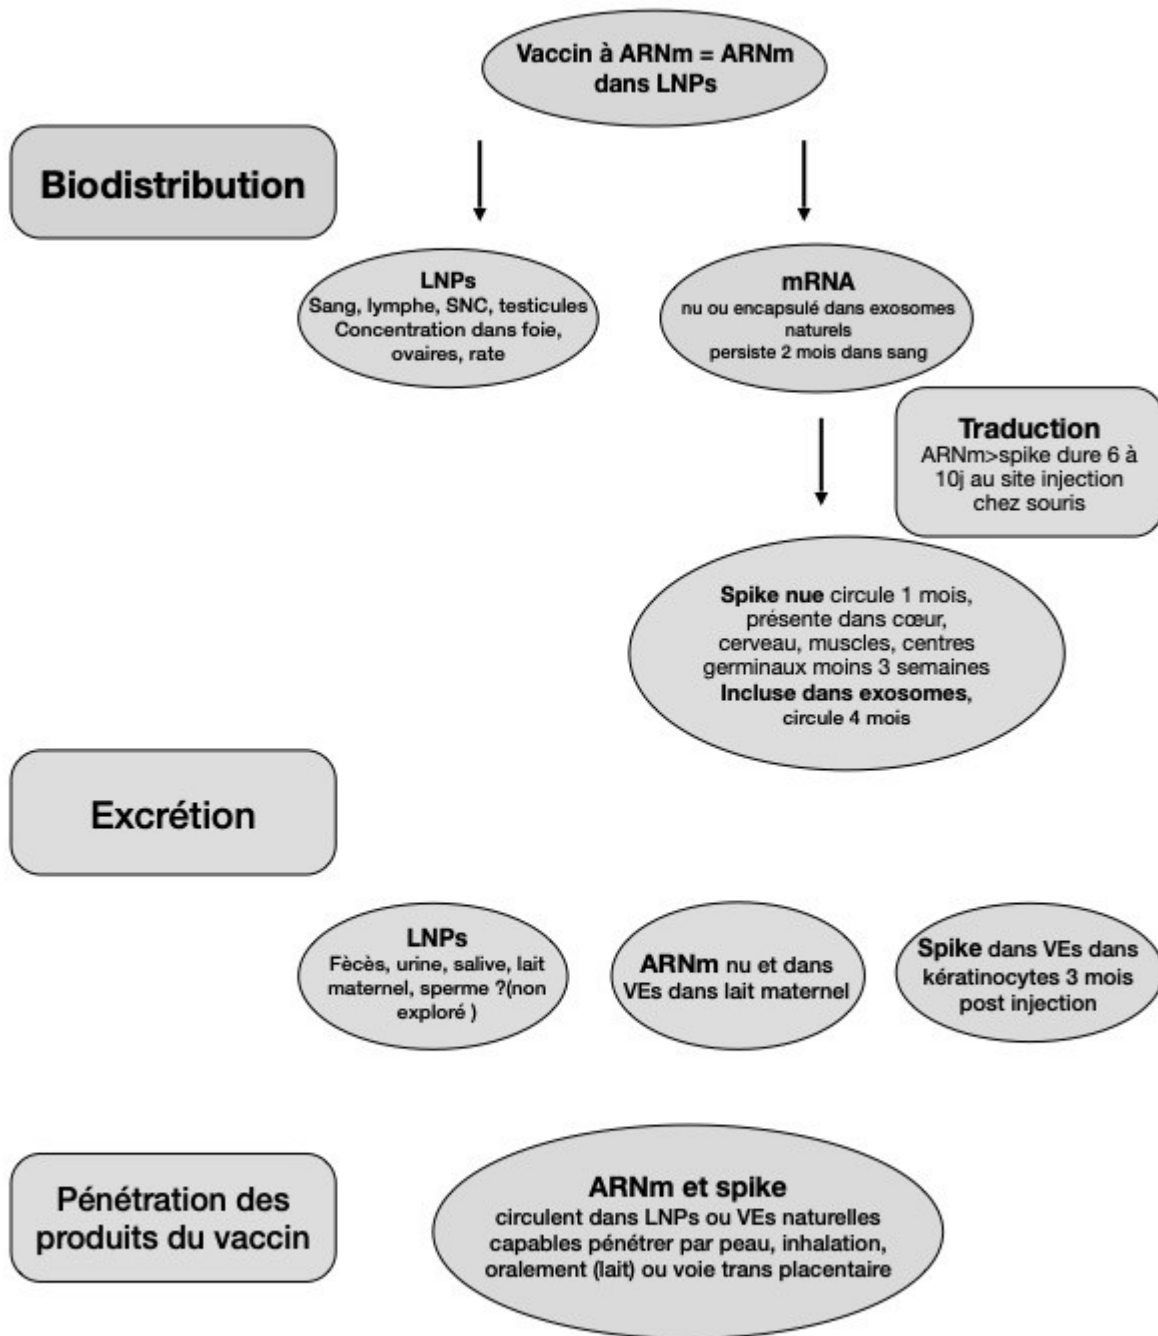 Vaccin à ARNm = ARNm
dans LNPs
Biodistribution
LNPs
Sang, lymphe, SNC, testicules
Concentration dans foie,
ovaires, rate
mRNA
nu ou encapsulé dans exosomes
naturels
persiste 2 mois dans sang
Traduction
ARNm>spike dure 6 à
10j au site injection
chez souris
Spike nue circule 1 mois,
présente dans cœur,
cerveau, muscles, centres
germinaux moins 3 semaines
Incluse dans exosomes,
circule 4 mois
Excrétion
LNPs
Fècès, urine, salive, lait
maternel, sperme ?(non
exploré )
ARNm nu et dans
VEs dans lait maternel
Spike dans VEs dans
kératinocytes 3 mois
post injection
Pénétration des
produits du vaccin
ARNm et spike
circulent dans LNPs ou VEs naturelles
capables pénétrer par peau, inhalation,
oralement (lait) ou voie trans placentaire